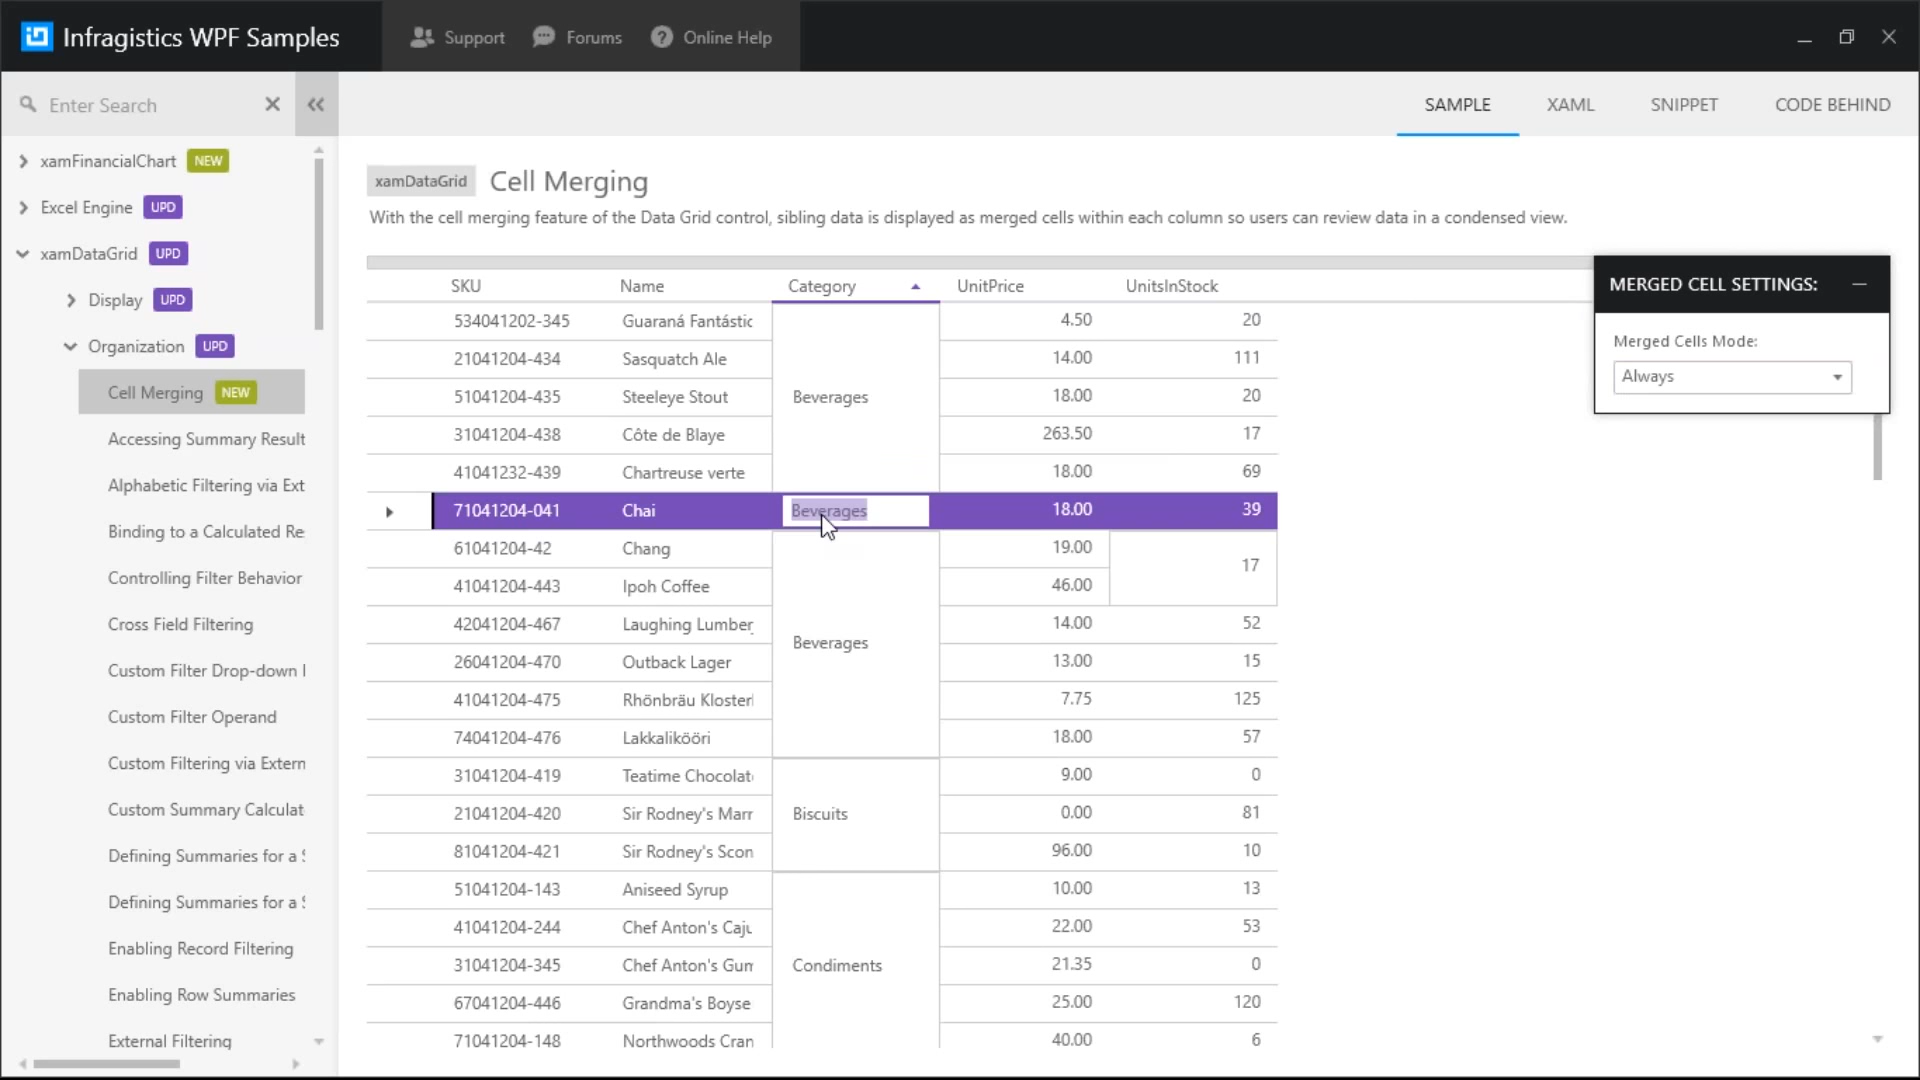 Infragistics WPF Samples
Support
Forums
Online Help
Enter Search
SAMPLE
XAML
SNIPPET
CODE BEHIND
xamFinancialChart NEW
Excel Engine UPD
xamDataGrid UPD
Display UPD
Organization UPD
Cell Merging NEW
Accessing Summary Result
Alphabetic Filtering via Ext
Binding to a Calculated Re
Controlling Filter Behavior
Cross Field Filtering
Custom Filter Drop-down
Custom Filter Operand
Custom Filtering via Extern
Custom Summary Calculat
Defining Summaries for a
Defining Summaries for a
Enabling Record Filtering
Enabling Row Summaries
External Filtering
xamDataGrid Cell Merging
With the cell merging feature of the Data Grid control, sibling data is displayed as merged cells within each column so users can review data in a condensed view.
SKU Name Category UnitPrice UnitsInStock
534041202-345 Guaraná Fantástic 4.50 20
21041204-434 Sasquatch Ale 14.00 111
51041204-435 Steeleye Stout Beverages 18.00 20
31041204-438 Côte de Blaye 263.50 17
41041232-439 Chartreuse verte 18.00 69
71041204-041 Chai Beverages 18.00 39
61041204-42 Chang 19.00 17
41041204-443 Ipoh Coffee 46.00
42041204-467 Laughing Lumber 14.00 52
Beverages
26041204-470 Outback Lager 13.00 15
41041204-475 Rhönbräu Kloster 7.75 125
74041204-476 Lakkalikööri 18.00 57
31041204-419 Teatime Chocolat 9.00 0
21041204-420 Sir Rodney's Marr Biscuits 0.00 81
81041204-421 Sir Rodney's Scon 96.00 10
51041204-143 Aniseed Syrup 10.00 13
41041204-244 Chef Anton's Caju 22.00 53
31041204-345 Chef Anton's Gum Condiments 21.35 0
67041204-446 Grandma's Boyse 25.00 120
71041204-148 Northwoods Cran 40.00 6
MERGED CELL SETTINGS:
Merged Cells Mode:
Always